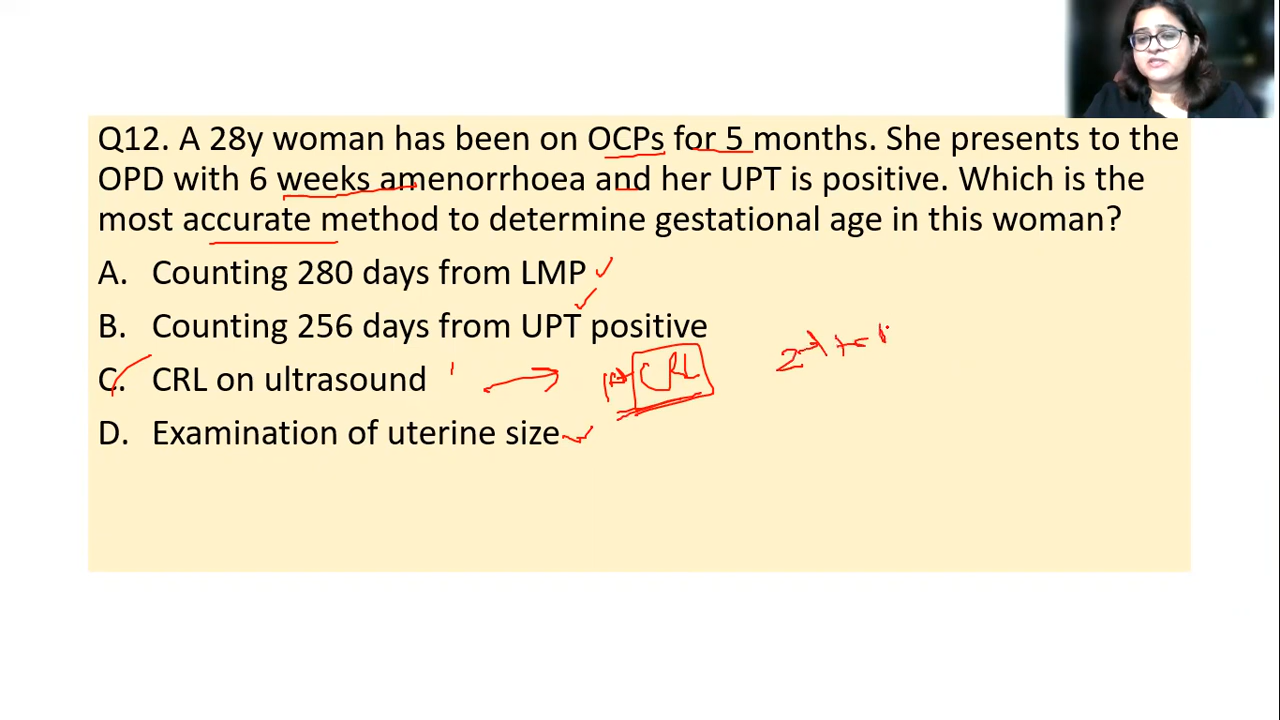 Q12. A 28y woman has been on OCPs for 5 months. She presents to the
OPD with 6 weeks amenorrhoea and her UPT is positive. Which is the
most accurate method to determine gestational age in this woman?
A. Counting 280 days from LMP
B. Counting 256 days from UPT positive
C. CRL on ultrasound
CRL
2nd
D. Examination of uterine size